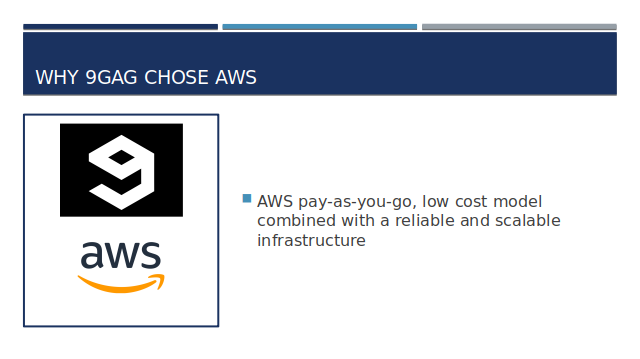 WHY 9GAG CHOSE AWS
9
aws
AWS pay-as-you-go, low cost model
combined with a reliable and scalable
infrastructure